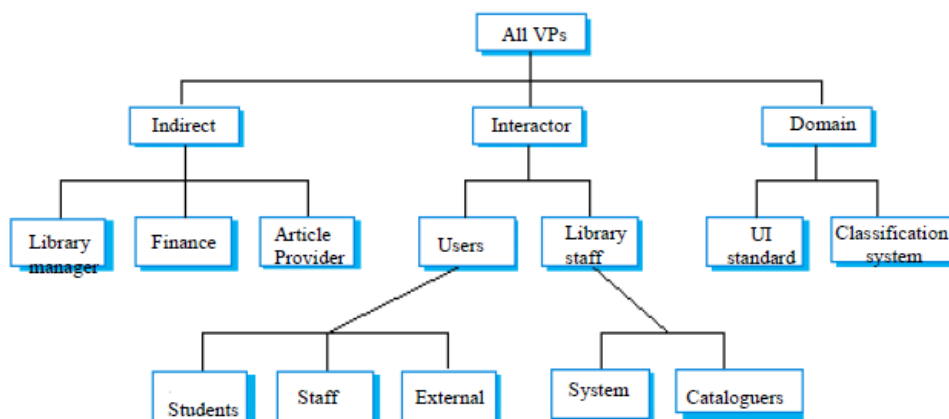 All VPs
Indirect
Interactor
Domain
Library
manager
Finance
Article
Provider
Users
Library
staff
UI
standard
Classification
system
Students
Staff
External
System
Cataloguers